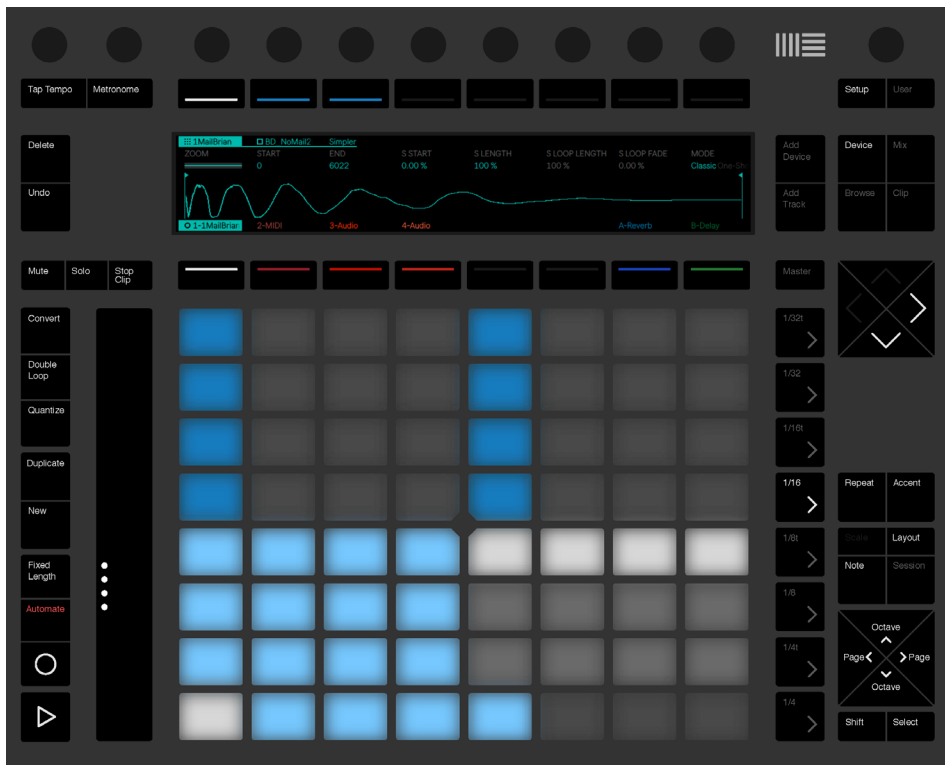 Tap Tempo Metronome Setup User
Delete 1MailBrian BD_NoMail2 Simpler Add Device Device Mix
ZOOM START END S START S LENGTH S LOOP LENGTH S LOOP FADE MODE
0 6022 0.00 % 100 % 100 % 0.00 % Classic One-Sh
Undo Add Track Browse Clip
1-1MailBriar 2-MIDI 3-Audio 4-Audio A-Reverb B-Delay
Mute Solo Stop Clip Master
Convert 1/32t
Double Loop 1/32
Quantize 1/16t
Duplicate 1/16 Repeat Accent
New 1/8t Scale Layout
Fixed Length Note Session
Automate 1/8
Octave
1/4t Page Page
Octave
1/4 Shift Select